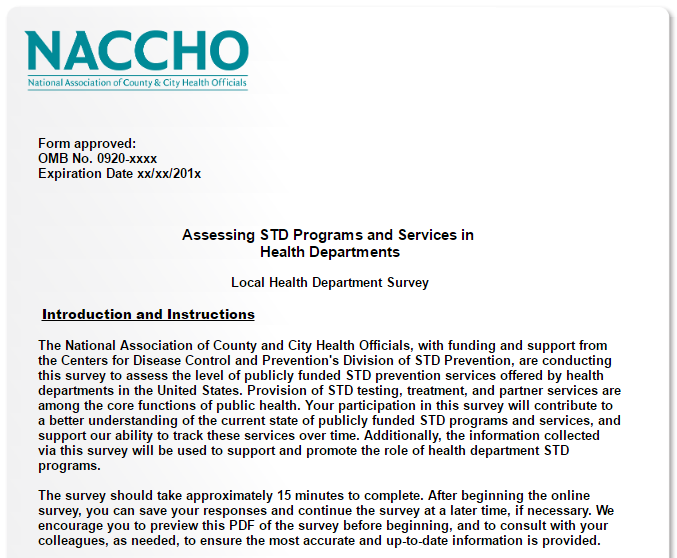 NACCHO
National Association of County & City Health Officials
Form approved:
OMB No. 0920-xxxx
Expiration Date xx/xx/201x
Assessing STD Programs and Services in
Health Departments
Local Health Department Survey
Introduction and Instructions
The National Association of County and City Health Officials, with funding and support from
the Centers for Disease Control and Prevention's Division of STD Prevention, are conducting
this survey to assess the level of publicly funded STD prevention services offered by health
departments in the United States. Provision of STD testing, treatment, and partner services are
among the core functions of public health. Your participation in this survey will contribute to
a better understanding of the current state of publicly funded STD programs and services, and
support our ability to track these services over time. Additionally, the information collected
via this survey will be used to support and promote the role of health department STD
programs.
The survey should take approximately 15 minutes to complete. After beginning the online
survey, you can save your responses and continue the survey at a later time, if necessary. We
encourage you to preview this PDF of the survey before beginning, and to consult with your
colleagues, as needed, to ensure the most accurate and up-to-date information is provided.